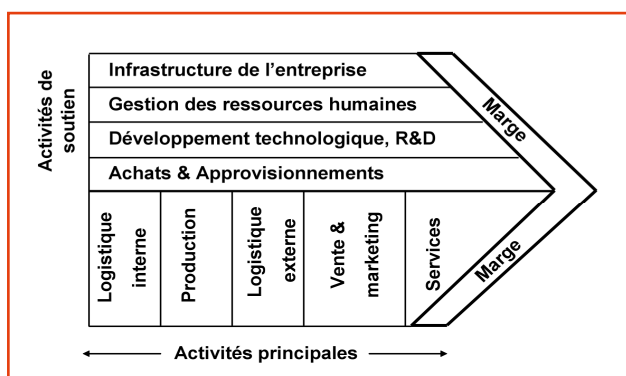 Activités de
soutien
Infrastructure de l’entreprise
Gestion des ressources humaines
Développement technologique, R&D
Achats & Approvisionnements
Marge
Logistique
interne
Production
Logistique
externe
Vente &
marketing
Services
Marge
Activités principales